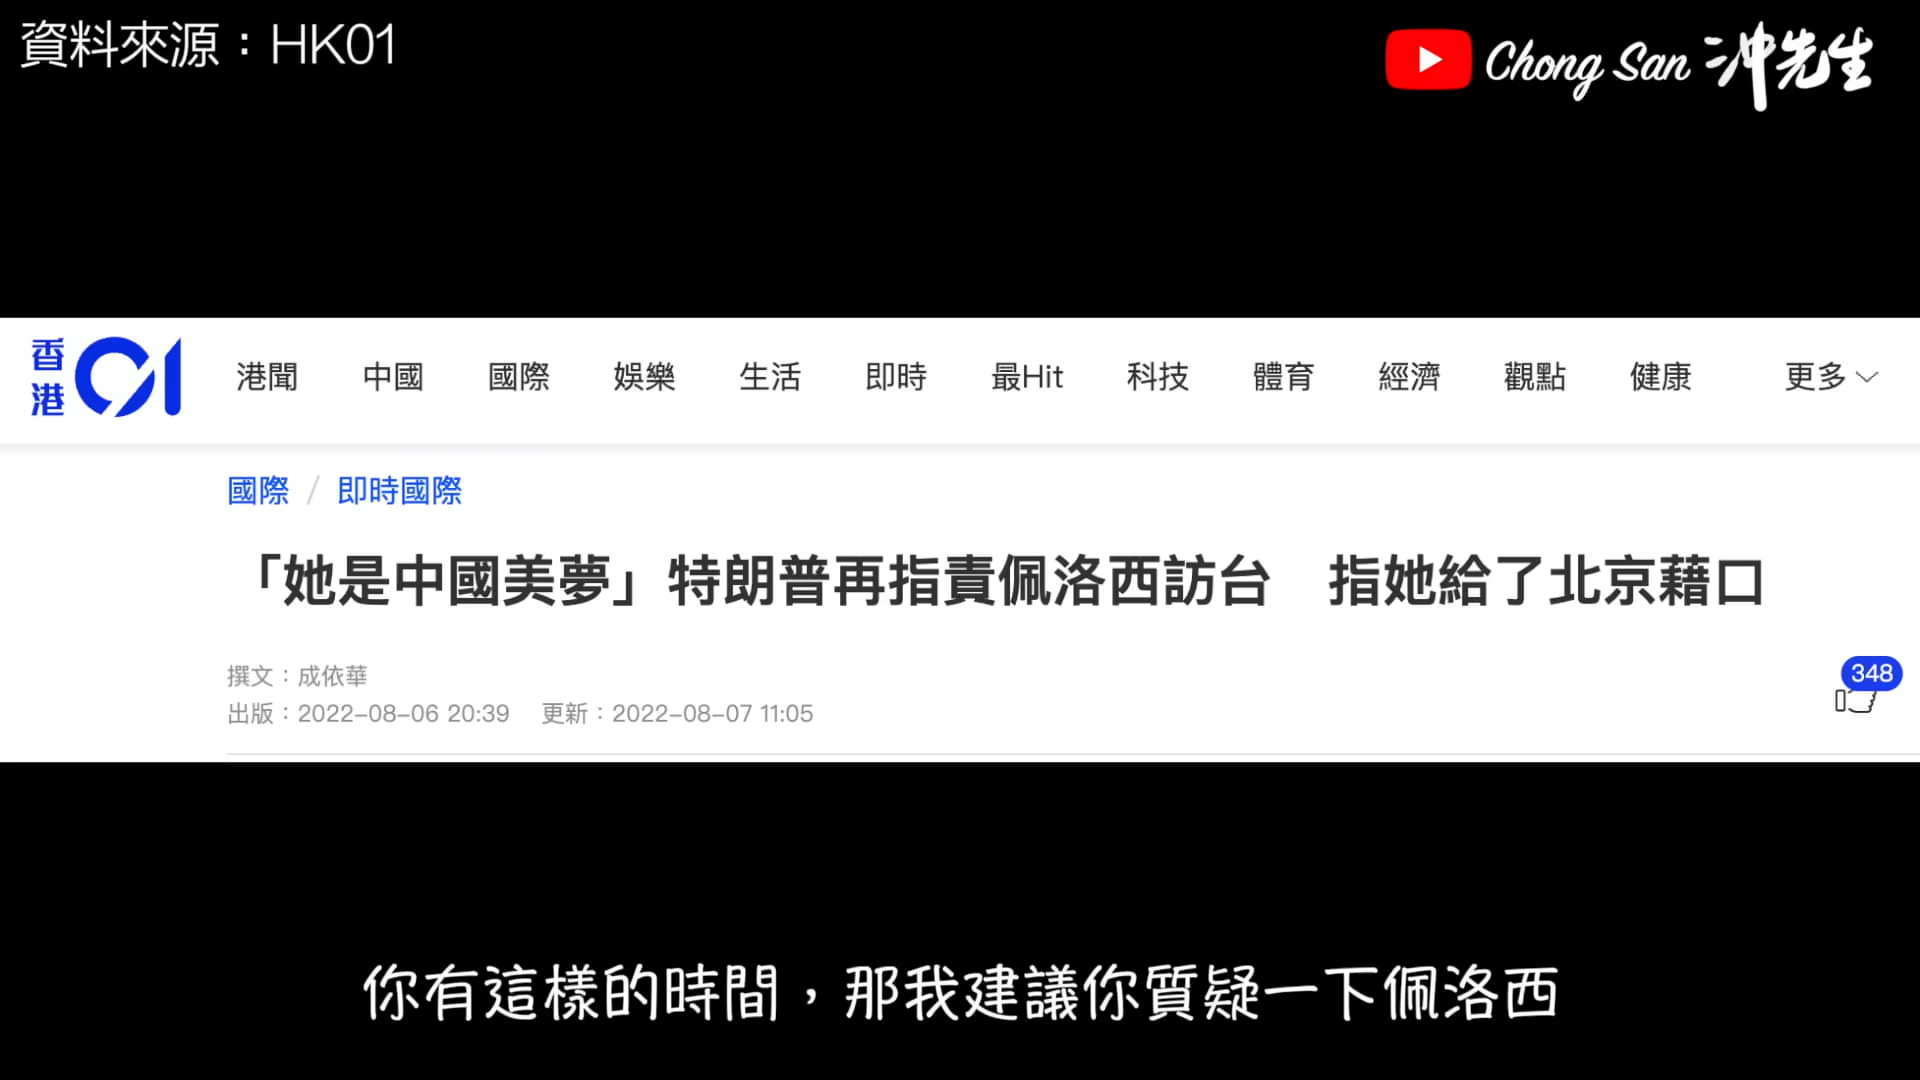 資料來源：HK01
Chong San 沖先生
香港01
港聞 中國 國際 娛樂 生活 即時 最Hit 科技 體育 經濟 觀點 健康 更多
國際 / 即時國際
「她是中國美夢」特朗普再指責佩洛西訪台　指她給了北京藉口
撰文：成依華
出版：2022-08-06 20:39 更新：2022-08-07 11:05
348
你有這樣的時間，那我建議你質疑一下佩洛西